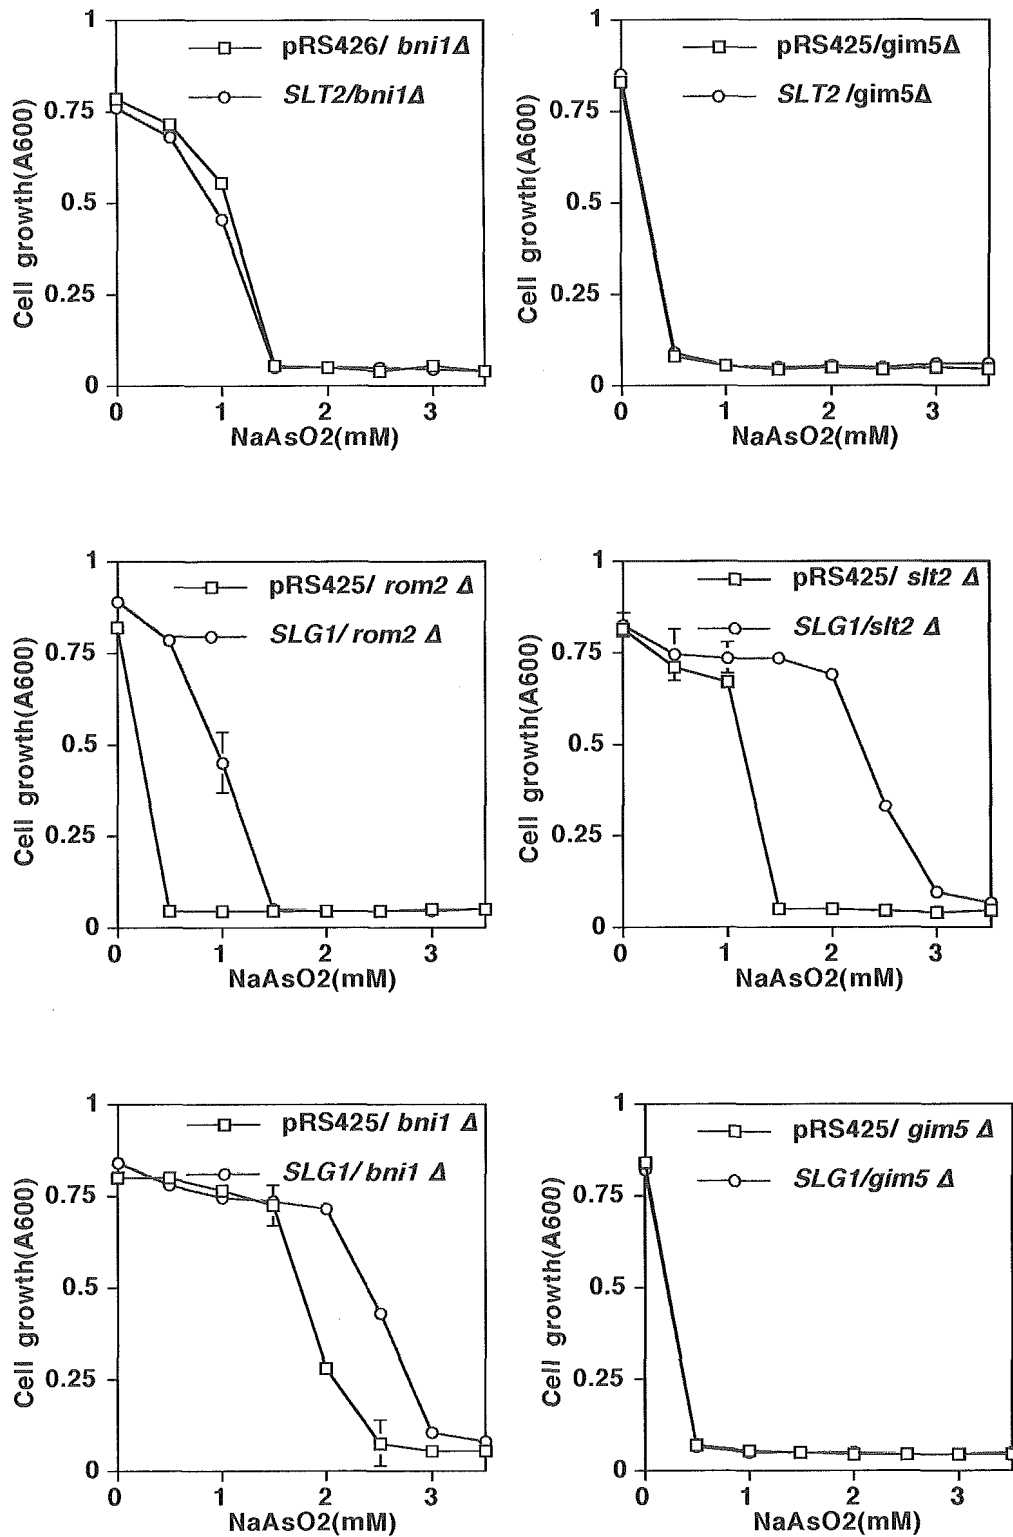 pRS426/ bni1Δ
SLT2/bni1Δ
Cell growth(A600)
1
0.75
0.5
0.25
0
0 1 2 3
NaAsO2(mM)
pRS425/gim5Δ
SLT2 /gim5Δ
Cell growth(A600)
1
0.75
0.5
0.25
0
0 1 2 3
NaAsO2(mM)
pRS425/ rom2 Δ
SLG1/ rom2 Δ
Cell growth(A600)
1
0.75
0.5
0.25
0
0 1 2 3
NaAsO2(mM)
pRS425/ slt2 Δ
SLG1/slt2 Δ
Cell growth(A600)
1
0.75
0.5
0.25
0
0 1 2 3
NaAsO2(mM)
pRS425/ bni1 Δ
SLG1/ bni1 Δ
Cell growth(A600)
1
0.75
0.5
0.25
0
0 1 2 3
NaAsO2(mM)
pRS425/ gim5 Δ
SLG1/gim5 Δ
Cell growth(A600)
1
0.75
0.5
0.25
0
0 1 2 3
NaAsO2(mM)